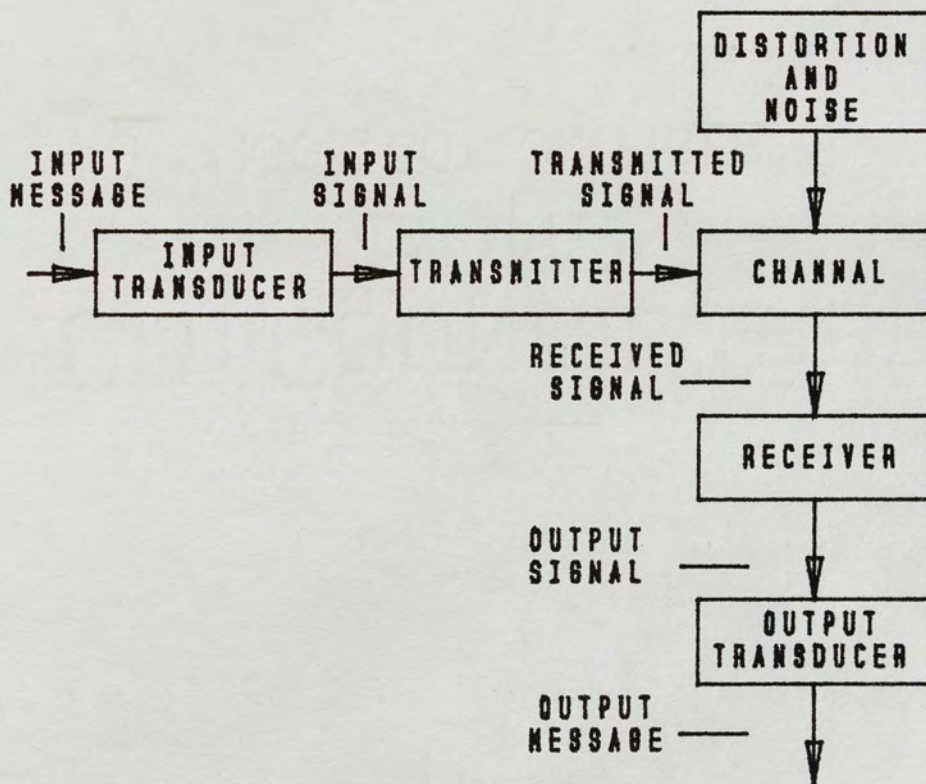 DISTORTION
AND
NOISE
INPUT
MESSAGE
INPUT
SIGNAL
TRANSMITTED
SIGNAL
INPUT
TRANSDUCER
TRANSMITTER
CHANNAL
RECEIVED
SIGNAL
RECEIVER
OUTPUT
SIGNAL
OUTPUT
TRANSDUCER
OUTPUT
MESSAGE